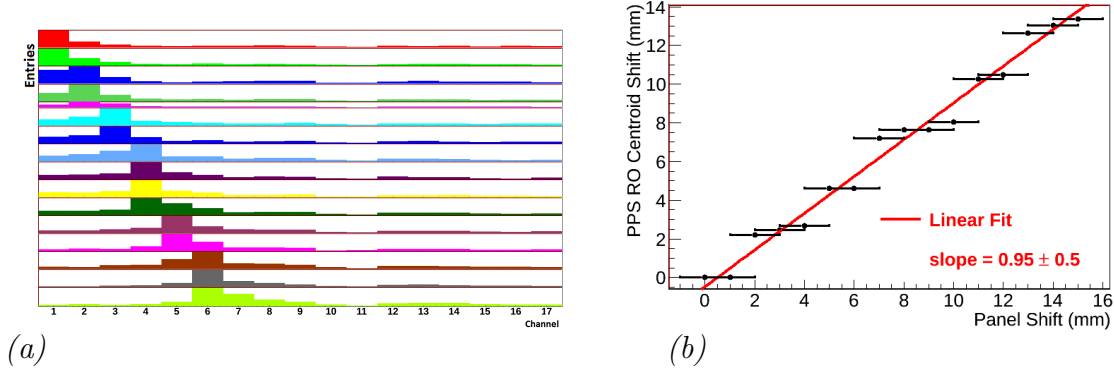 Entries
1 2 3 4 5 6 7 8 9 10 11 12 13 14 15 16 17
Channel
(a)
PPS RO Centroid Shift (mm)
14
12
10
8
6
4
2
0
Linear Fit
slope = 0.95 ± 0.5
0 2 4 6 8 10 12 14 16
Panel Shift (mm)
(b)